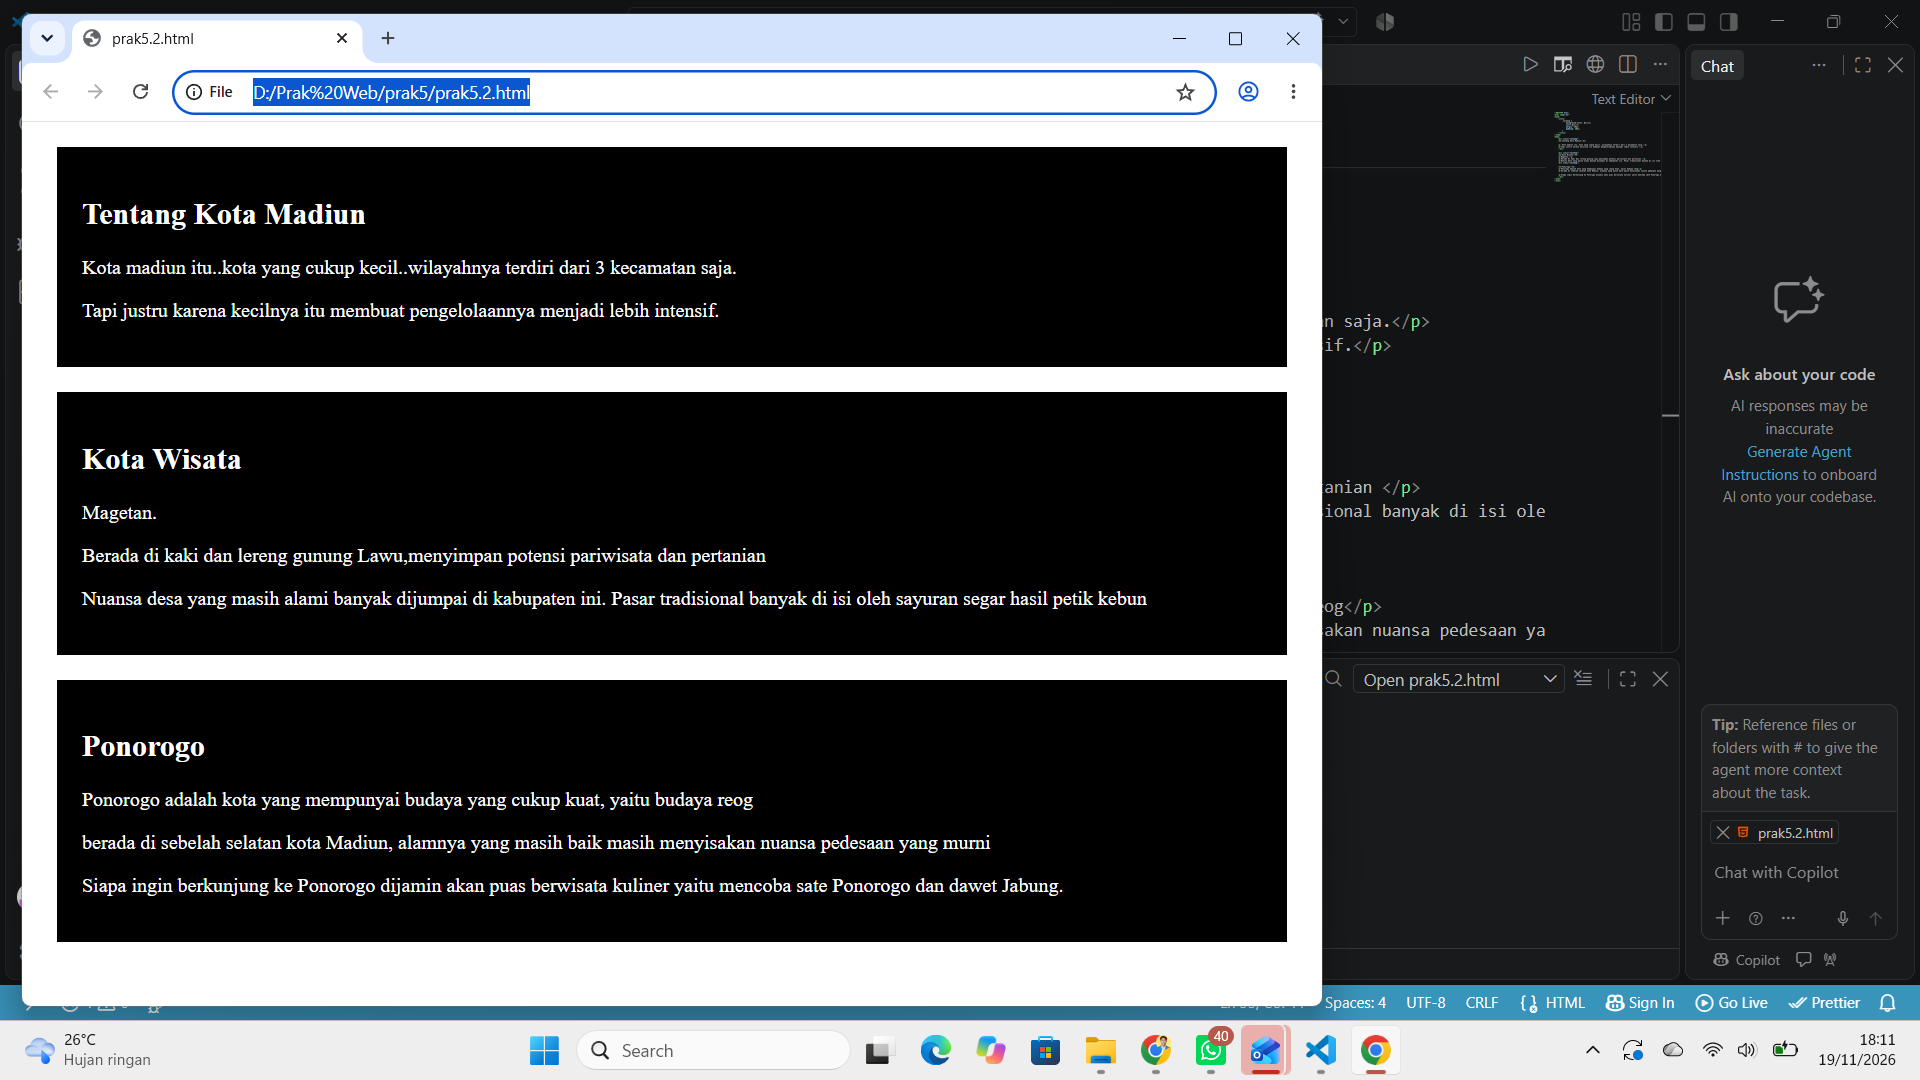 prak5.2.html
File
D:/Prak%20Web/prak5/prak5.2.html
Tentang Kota Madiun
Kota madiun itu..kota yang cukup kecil..wilayahnya terdiri dari 3 kecamatan saja.
Tapi justru karena kecilnya itu membuat pengelolaannya menjadi lebih intensif.
Kota Wisata
Magetan.
Berada di kaki dan lereng gunung Lawu,menyimpan potensi pariwisata dan pertanian
Nuansa desa yang masih alami banyak dijumpai di kabupaten ini. Pasar tradisional banyak di isi oleh sayuran segar hasil petik kebun
Ponorogo
Ponorogo adalah kota yang mempunyai budaya yang cukup kuat, yaitu budaya reog
berada di sebelah selatan kota Madiun, alamnya yang masih baik masih menyisakan nuansa pedesaan yang murni
Siapa ingin berkunjung ke Ponorogo dijamin akan puas berwisata kuliner yaitu mencoba sate Ponorogo dan dawet Jabung.
Text Editor
saja.</p>
sif.</p>
tanian </p>
sional banyak di isi ole
eog</p>
sakan nuansa pedesaan ya
Open prak5.2.html
Chat
Ask about your code
AI responses may be
inaccurate
Generate Agent
Instructions to onboard
AI onto your codebase.
Tip: Reference files or
folders with # to give the
agent more context
about the task.
prak5.2.html
Chat with Copilot
Copilot
Spaces: 4
UTF-8
CRLF
HTML
Sign In
Go Live
Prettier
26°C
Hujan ringan
Search
40
18:11
19/11/2026